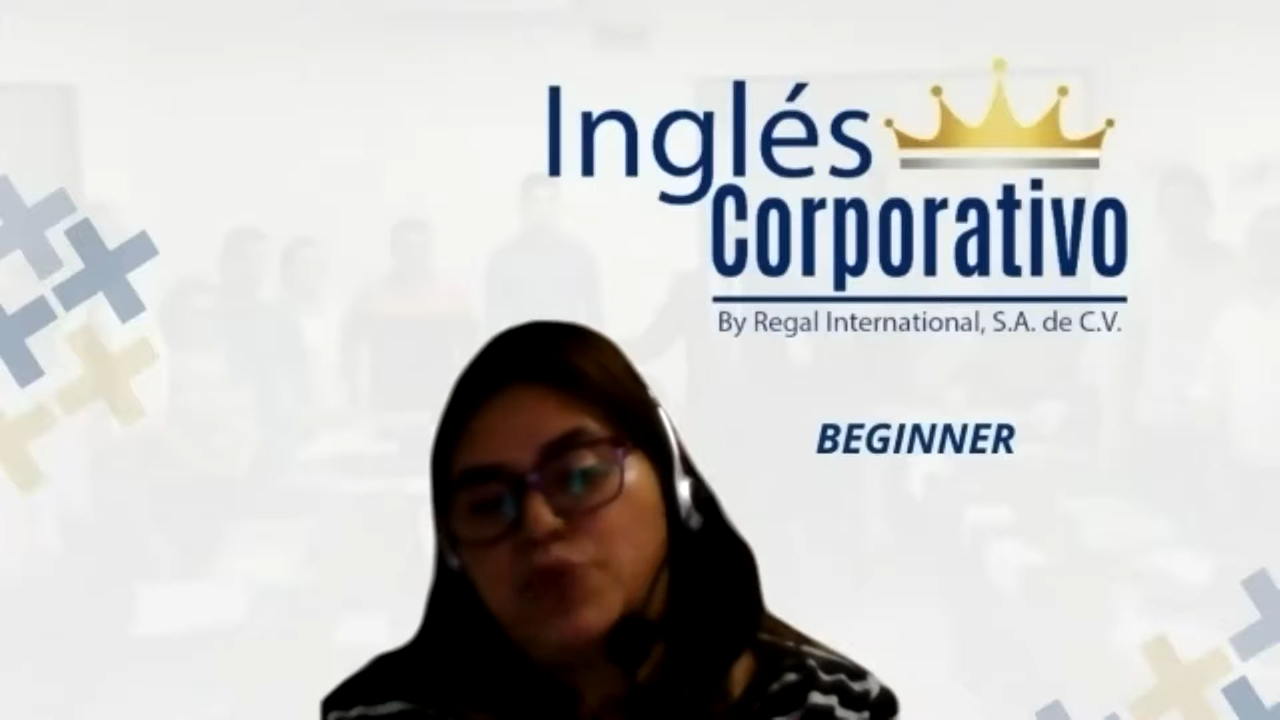 Inglés
Corporativo
By Regal International, S.A. de C.V.
BEGINNER